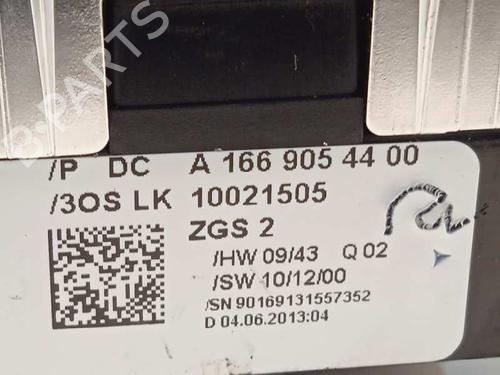 B-PARTS
/P DC A 166 905 44 00
/3OS LK 10021505
ZGS 2
/HW 09/43 Q 02
/SW 10/12/00
/SN 90169131557352
D 04.06.2013:04